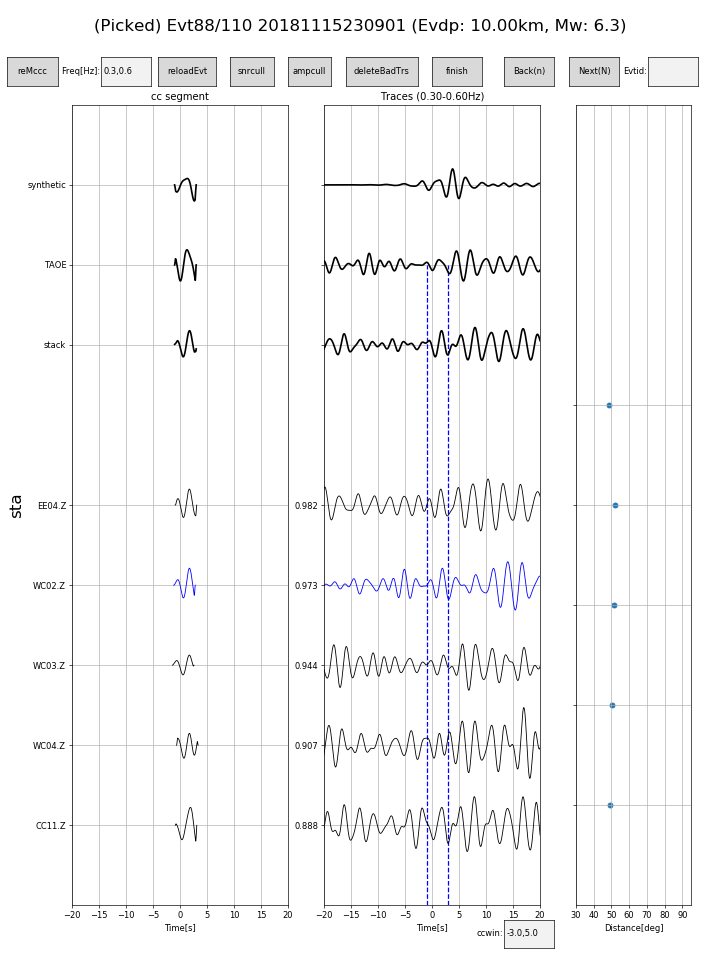 (Picked) Evt88/110 20181115230901 (Evdp: 10.00km, Mw: 6.3)
reMccc Freq[Hz]: 0.3,0.6 reloadEvt snrcull ampcull deleteBadTrs finish Back(n) Next(N) Evtid:
cc segment Traces (0.30-0.60Hz)
synthetic
TAOE
stack
sta
EE04.Z 0.982
WC02.Z 0.973
WC03.Z 0.944
WC04.Z 0.907
CC11.Z 0.888
−20 −15 −10 −5 0 5 10 15 20 −20 −15 −10 −5 0 5 10 15 20 30 40 50 60 70 80 90
Time[s] Time[s] Distance[deg]
ccwin: -3.0,5.0